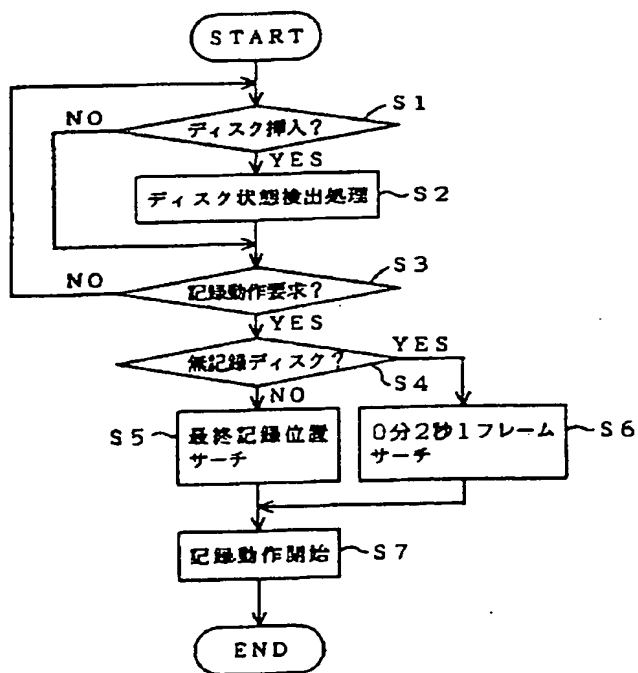 START
NO
ディスク挿入?
S1
YES
ディスク状態検出処理
S2
NO
記録動作要求?
S3
YES
無記録ディスク?
YES
S4
NO
S5
最終記録位置
サーチ
0分2秒1フレーム
サーチ
S6
記録動作開始
S7
END